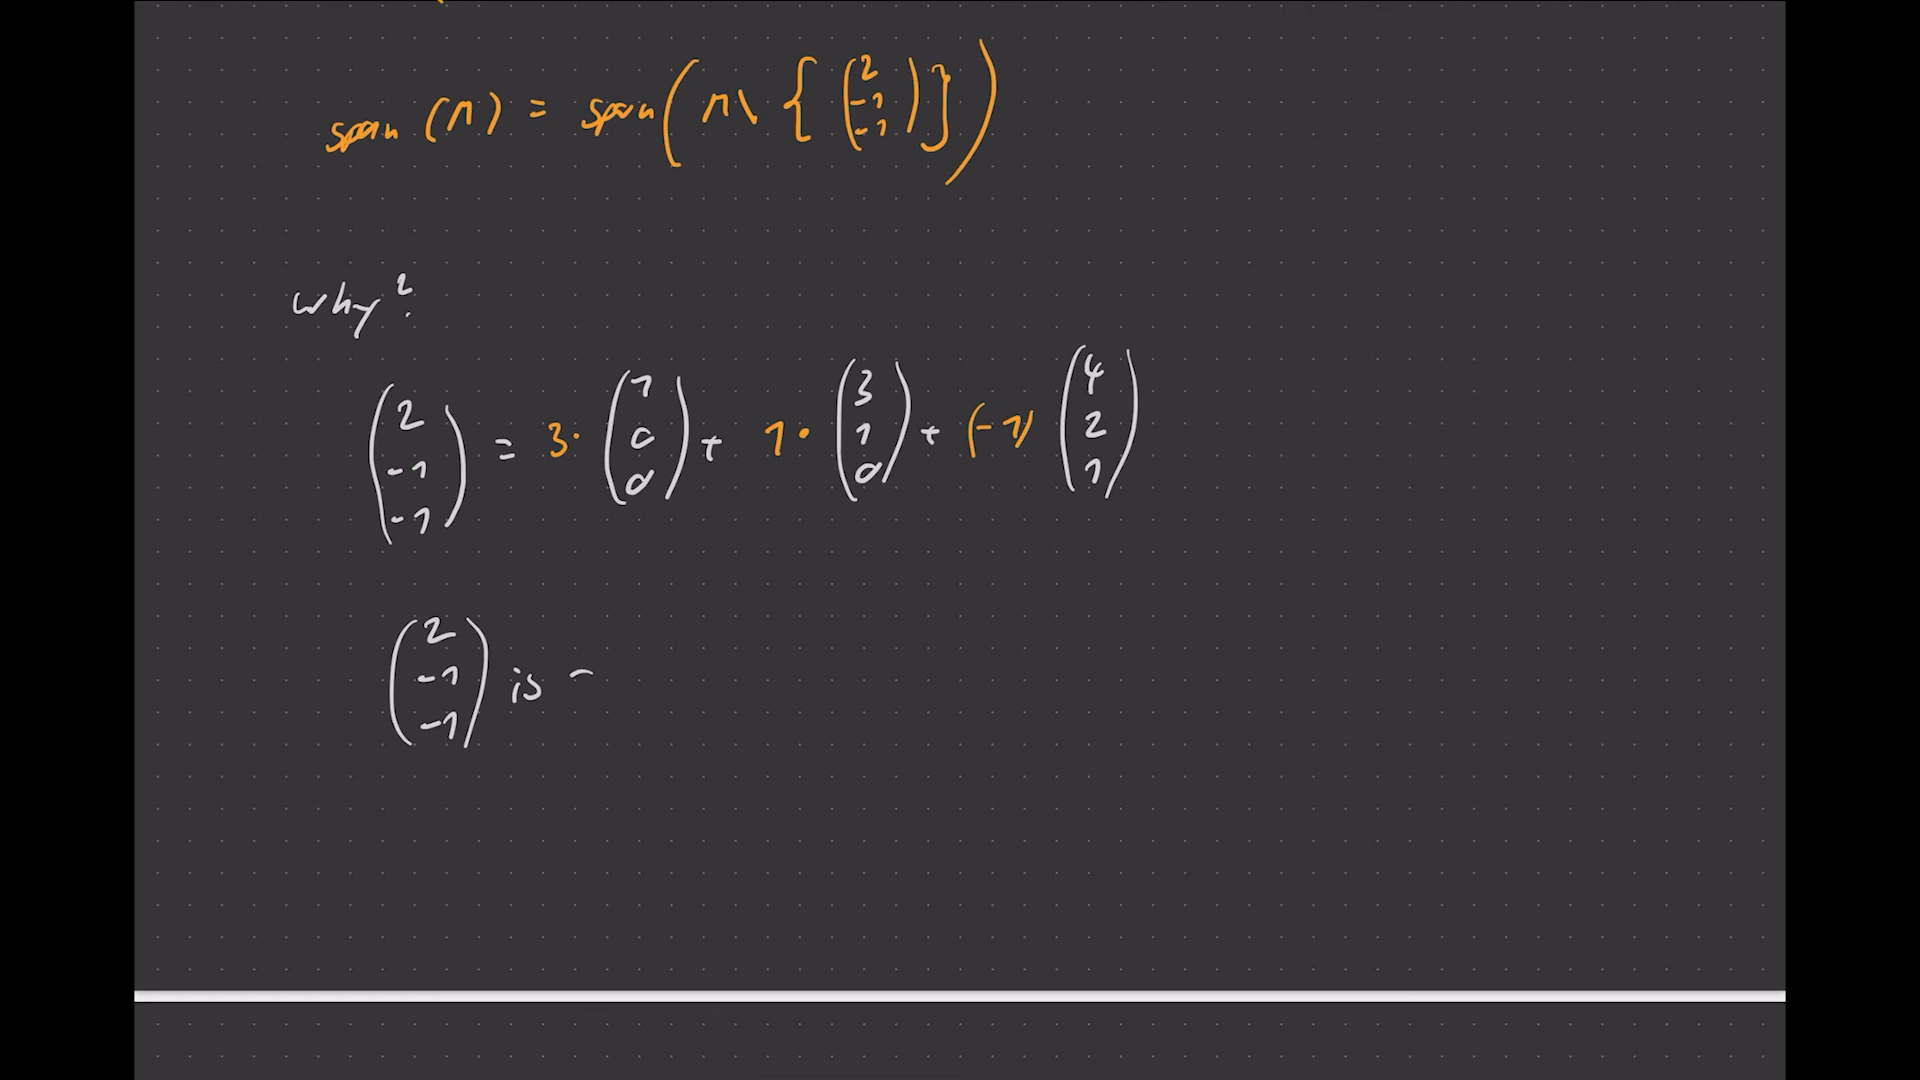 span (M) = span(M\{(2 -1 -1)})
why?
(2 -1 -1) = 3·(1 0 0) + 1·(3 1 0) + (-1)(4 2 1)
(2 -1 -1) is